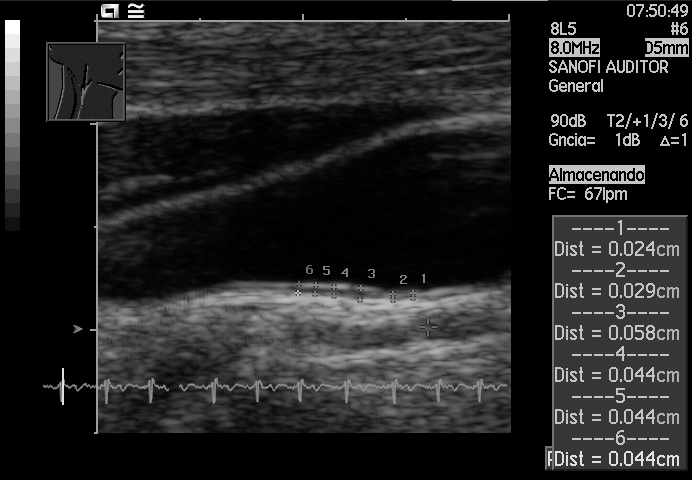 07:50:49
8L5 #6
8.0MHz D5mm
SANOFI AUDITOR
General
90dB T2/+1/3/ 6
Gncia= 1dB Δ=1
Almacenando
FC= 67lpm
----1----
Dist = 0.024cm
----2----
Dist = 0.029cm
----3----
Dist = 0.058cm
----4----
Dist = 0.044cm
----5----
Dist = 0.044cm
----6----
Dist = 0.044cm
6 5 4 3 2 1